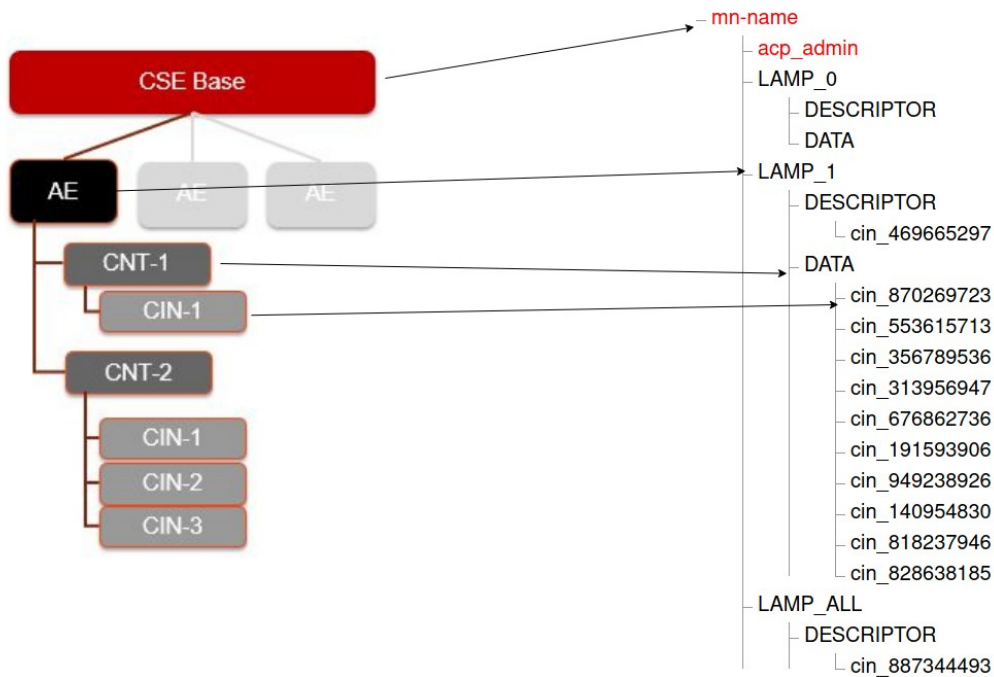 CSE Base
AE
AE
AE
CNT-1
CIN-1
CNT-2
CIN-1
CIN-2
CIN-3
mn-name
acp_admin
LAMP_0
DESCRIPTOR
DATA
LAMP_1
DESCRIPTOR
cin_469665297
DATA
cin_870269723
cin_553615713
cin_356789536
cin_313956947
cin_676862736
cin_191593906
cin_949238926
cin_140954830
cin_818237946
cin_828638185
LAMP_ALL
DESCRIPTOR
cin_887344493